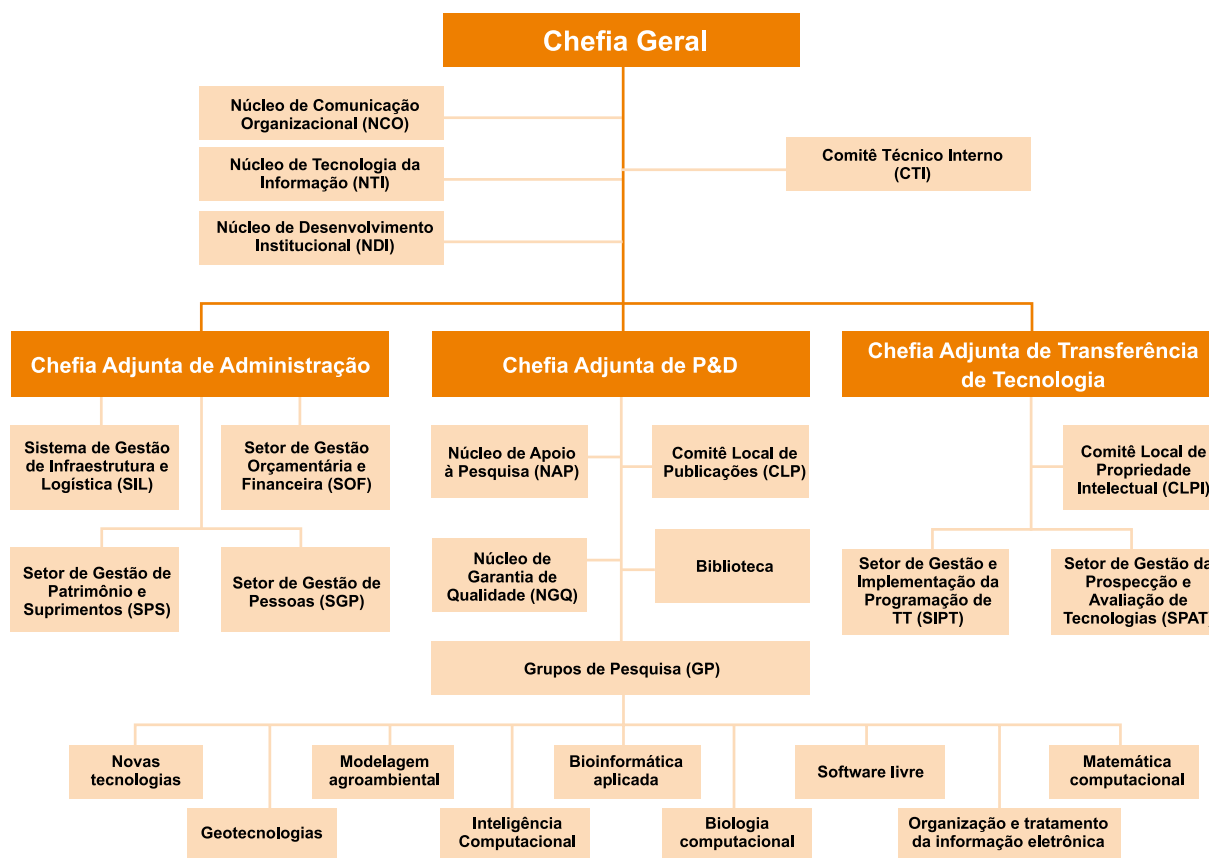 Chefia Geral
Núcleo de Comunicação
Organizacional (NCO)
Núcleo de Tecnologia da
Informação (NTI)
Comitê Técnico Interno
(CTI)
Núcleo de Desenvolvimento
Institucional (NDI)
Chefia Adjunta de Administração
Chefia Adjunta de P&D
Chefia Adjunta de Transferência
de Tecnologia
Sistema de Gestão
de Infraestrutura e
Logística (SIL)
Setor de Gestão
Orçamentária e
Financeira (SOF)
Núcleo de Apoio
à Pesquisa (NAP)
Comitê Local de
Publicações (CLP)
Comitê Local de
Propriedade
Intelectual (CLPI)
Setor de Gestão de
Patrimônio e
Suprimentos (SPS)
Setor de Gestão de
Pessoas (SGP)
Núcleo de
Garantia de
Qualidade (NGQ)
Biblioteca
Setor de Gestão e
Implementação da
Programação de
TT (SIPT)
Setor de Gestão da
Prospecção e
Avaliação de
Tecnologias (SPAT)
Grupos de Pesquisa (GP)
Novas
tecnologias
Modelagem
agroambiental
Bioinformática
aplicada
Software livre
Matemática
computacional
Geotecnologias
Inteligência
Computacional
Biologia
computacional
Organização e tratamento
da informação eletrônica